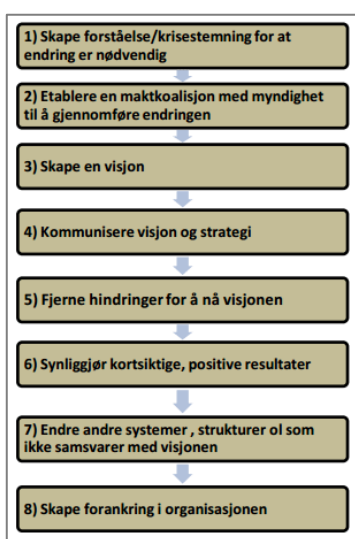 1) Skape forståelse/krisestemning for at
endring er nødvendig
2) Etablere en maktkoalisjon med myndighet
til å gjennomføre endringen
3) Skape en visjon
4) Kommunisere visjon og strategi
5) Fjerne hindringer for å nå visjonen
6) Synliggjør kortsiktige, positive resultater
7) Endre andre systemer , strukturer ol som
ikke samsvarer med visjonen
8) Skape forankring i organisasjonen